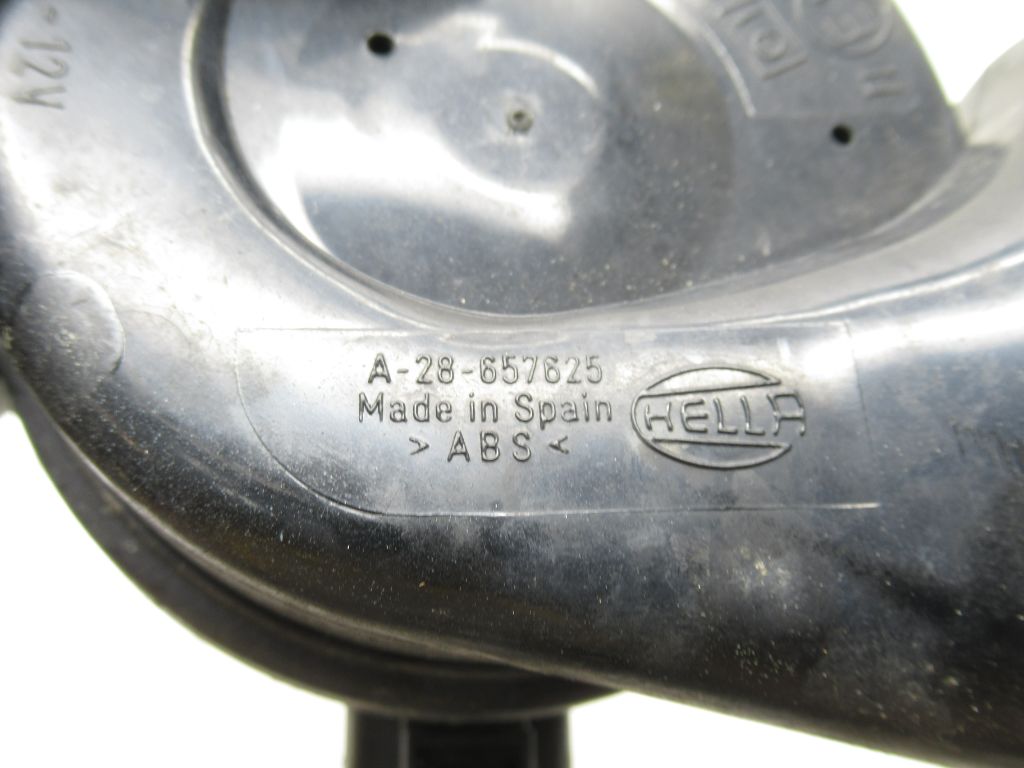 12V
A-28-657625
Made in Spain
> ABS <
HELLA